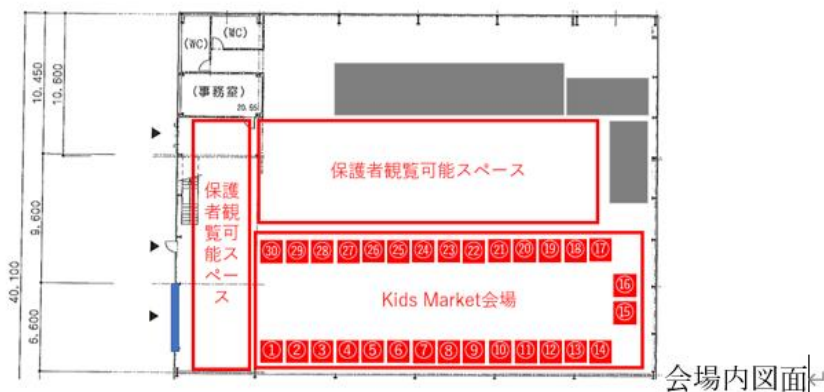 (WC)
(WC)
(事務室)
20.65
10,450
10,600
9,600
40,100
6,600
保護者観覧可能スペース
保護者観覧可能スペース
㉚ ㉙ ㉘ ㉗ ㉖ ㉕ ㉔ ㉓ ㉒ ㉑ ⑳ ⑲ ⑱ ⑰
⑯
Kids Market会場
⑮
① ② ③ ④ ⑤ ⑥ ⑦ ⑧ ⑨ ⑩ ⑪ ⑫ ⑬ ⑭
会場内図面